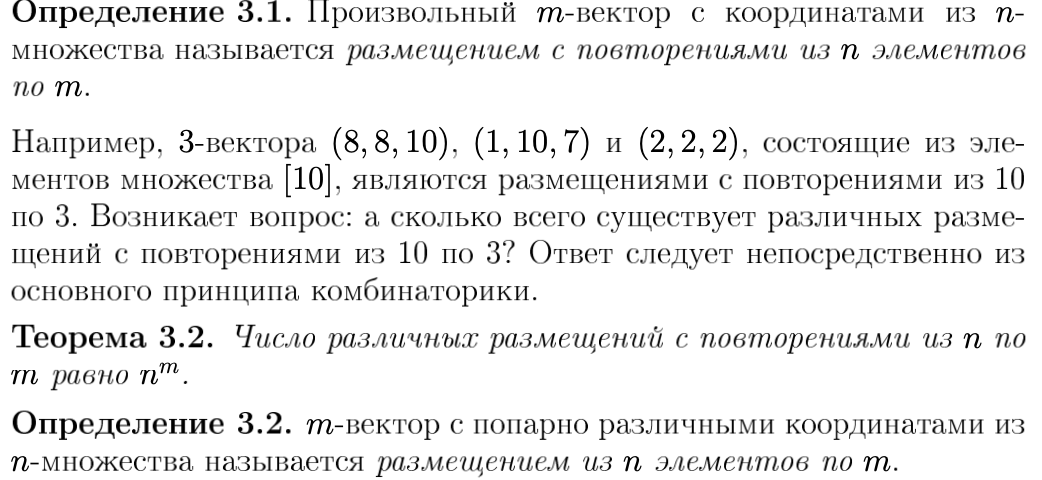 Определение 3.1. Произвольный m-вектор с координатами из n-
множества называется размещением с повторениями из n элементов
по m.
Например, 3-вектора (8, 8, 10), (1, 10, 7) и (2, 2, 2), состоящие из эле-
ментов множества [10], являются размещениями с повторениями из 10
по 3. Возникает вопрос: а сколько всего существует различных разме-
щений с повторениями из 10 по 3? Ответ следует непосредственно из
основного принципа комбинаторики.
Теорема 3.2. Число различных размещений с повторениями из n по
m равно n^m.
Определение 3.2. m-вектор с попарно различными координатами из
n-множества называется размещением из n элементов по m.